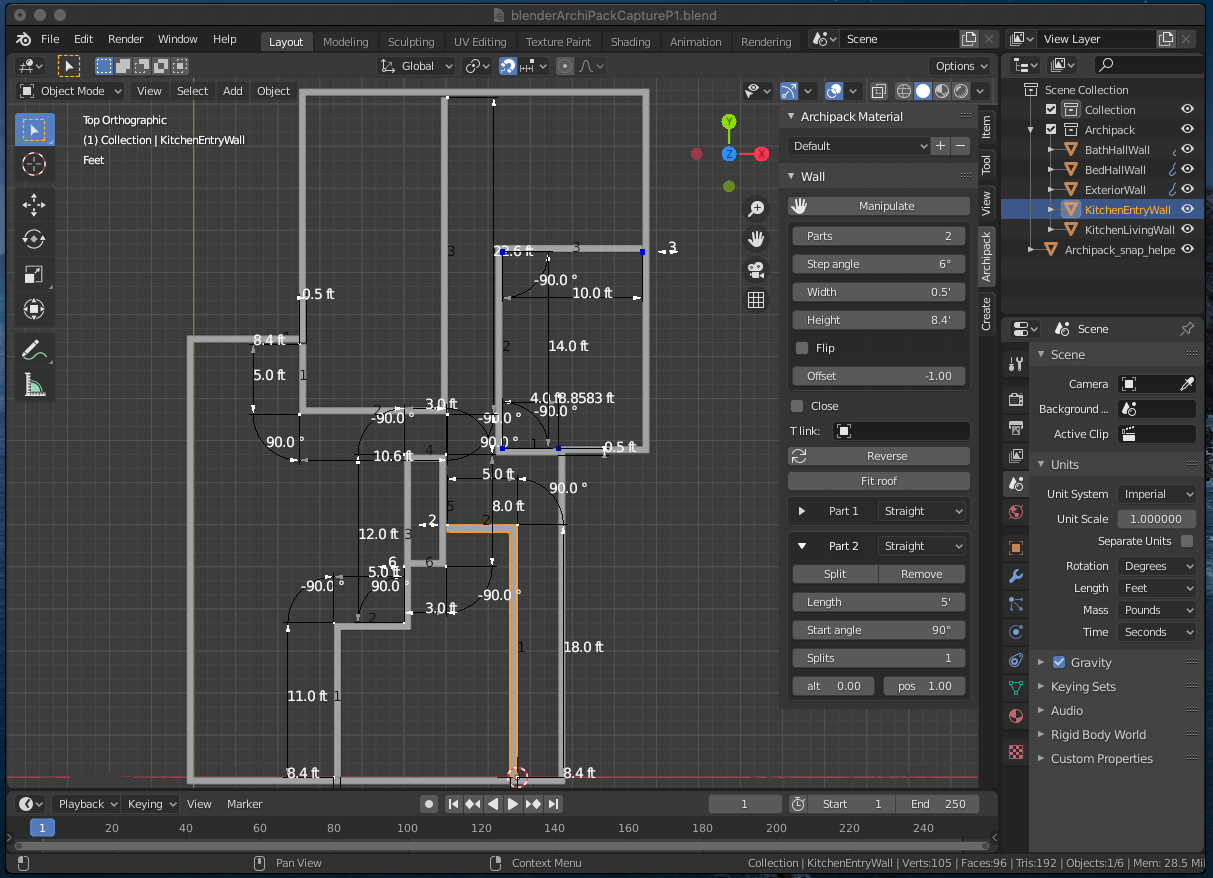 blenderArchiPackCaptureP1.blend
File Edit Render Window Help Layout Modeling Sculpting UV Editing Texture Paint Shading Animation Rendering Scene View Layer
Global Options
Object Mode View Select Add Object
Top Orthographic
(1) Collection | KitchenEntryWall
Feet
Y
Z X
3
22.6 ft 3 3
-90.0 °
10.0 ft
0.5 ft
8.4 ft
2 14.0 ft
5.0 ft 1
4.0 ft 8.8583 ft
2 3.0 ft -90.0 °
-90.0 ° -90.0 °
90.0 ° 90.0 ° 1 0.5 ft
10.6 ft 4
5.0 ft
90.0 °
5 8.0 ft
2 2
12.0 ft 3
6 6
5.0 ft
-90.0 ° 90.0 °
-90.0 °
3.0 ft
2
1 18.0 ft
11.0 ft 1
8.4 ft 8.4 ft
Archipack Material
Default
Wall
Manipulate
Parts 2
Step angle 6°
Width 0.5'
Height 8.4'
Flip
Offset -1.00
Close
T link:
Reverse
Fit roof
Part 1 Straight
Part 2 Straight
Split Remove
Length 5'
Start angle 90°
Splits 1
alt 0.00 pos 1.00
Item
Tool
View
Archipack
Create
Scene Collection
Collection
Archipack
BathHallWall
BedHallWall
ExteriorWall
KitchenEntryWall
KitchenLivingWall
Archipack_snap_helpe
Scene
Scene
Camera
Background ...
Active Clip
Units
Unit System Imperial
Unit Scale 1.000000
Separate Units
Rotation Degrees
Length Feet
Mass Pounds
Time Seconds
Gravity
Keying Sets
Audio
Rigid Body World
Custom Properties
Playback Keying View Marker 1 Start 1 End 250
1 20 40 60 80 100 120 140 160 180 200 220 240
Pan View Context Menu Collection | KitchenEntryWall | Verts:105 | Faces:96 | Tris:192 | Objects:1/6 | Mem: 28.5 Mi